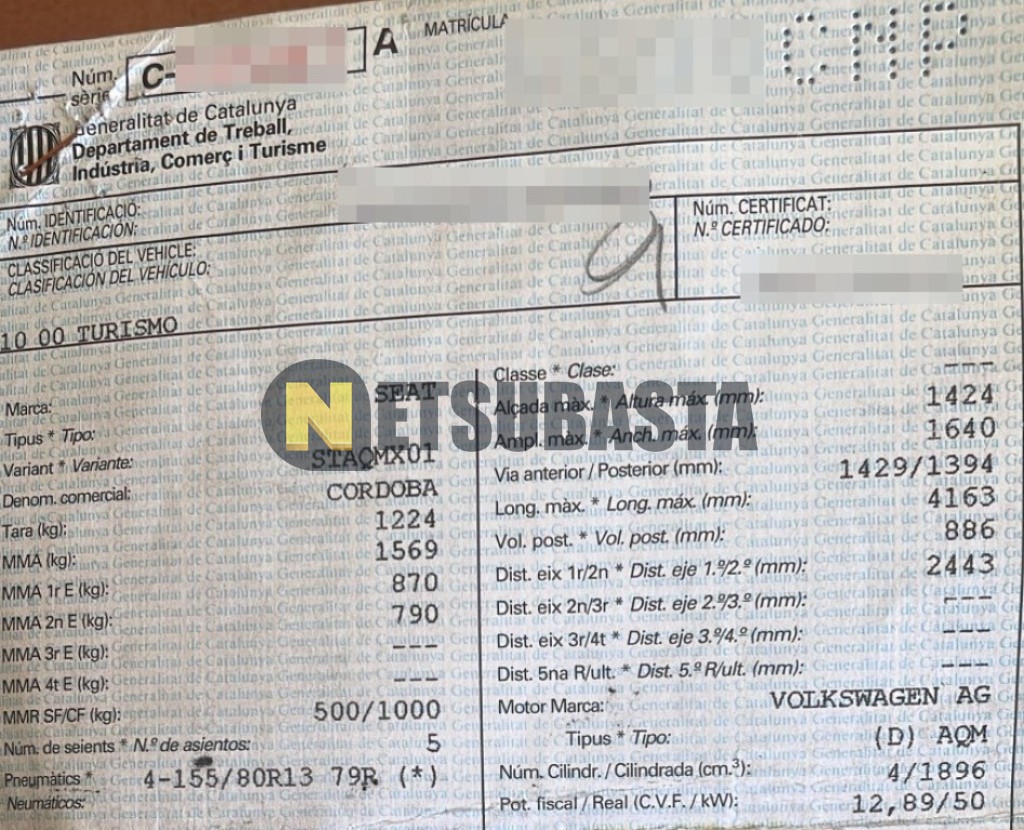 Núm. sèrie C- A MATRÍCULA CMP
Generalitat de Catalunya
Departament de Treball,
Indústria, Comerç i Turisme
Núm. IDENTIFICACIÓ:
N.º IDENTIFICACIÓN:
Núm. CERTIFICAT:
N.º CERTIFICADO:
CLASSIFICACIÓ DEL VEHICLE:
CLASIFICACIÓN DEL VEHÍCULO:
10 00 TURISMO
NETSUBASTA
Marca: SEAT
Tipus * Tipo:
Variant * Variante: STAQMX01
Denom. comercial: CORDOBA
Tara (kg): 1224
MMA (kg): 1569
MMA 1r E (kg): 870
MMA 2n E (kg): 790
MMA 3r E (kg): ---
MMA 4t E (kg): ---
MMR SF/CF (kg): 500/1000
Núm. de seients * N.º de asientos: 5
Pneumàtics * 4-155/80R13 79R (*)
Neumáticos:
Classe * Clase: ---
Alçada màx. * Altura máx. (mm): 1424
Ampl. màx. * Anch. máx. (mm): 1640
Via anterior / Posterior (mm): 1429/1394
Long. màx. * Long. máx. (mm): 4163
Vol. post. * Vol. post. (mm): 886
Dist. eix 1r/2n * Dist. eje 1.º/2.º (mm): 2443
Dist. eix 2n/3r * Dist. eje 2.º/3.º (mm): ---
Dist. eix 3r/4t * Dist. eje 3.º/4.º (mm): ---
Dist. 5na R/ult. * Dist. 5.º R/ult. (mm): ---
Motor Marca: VOLKSWAGEN AG
Tipus * Tipo: (D) AQM
Núm. Cilindr. / Cilindrada (cm.³): 4/1896
Pot. fiscal / Real (C.V.F. / kW): 12,89/50